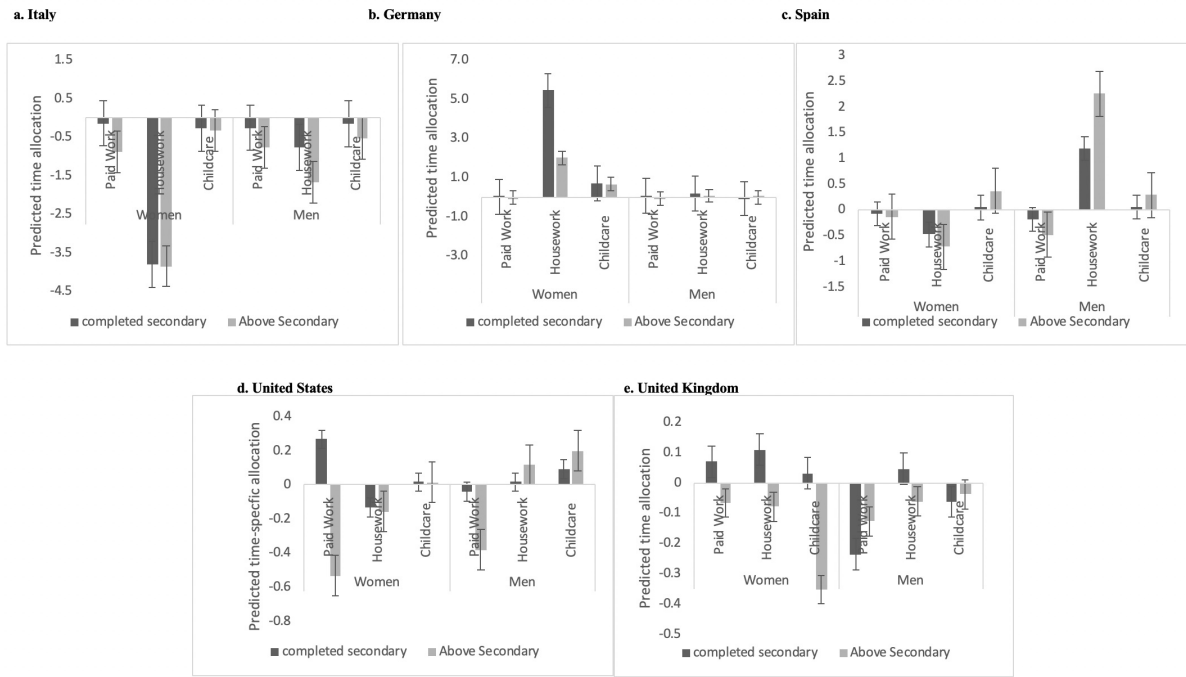 a. Italy
b. Germany
c. Spain
Predicted time allocation
1.5
0.5
-0.5
-1.5
-2.5
-3.5
-4.5
Paid Work
Housework
Childcare
Paid Work
Housework
Childcare
Women
Men
completed secondary
Above Secondary
Predicted time allocation
7.0
5.0
3.0
1.0
-1.0
-3.0
Paid Work
Housework
Childcare
Paid Work
Housework
Childcare
Women
Men
completed secondary
Above Secondary
Predicted time allocation
3
2.5
2
1.5
1
0.5
0
-0.5
-1
-1.5
Paid Work
Housework
Childcare
Paid Work
Housework
Childcare
Women
Men
completed secondary
Above Secondary
d. United States
e. United Kingdom
Predicted time-specfic allocation
0.4
0.2
0
-0.2
-0.4
-0.6
-0.8
Paid Work
Housework
Childcare
Paid Work
Housework
Childcare
Women
Men
completed secondary
Above Secondary
Predicted time allocation
0.2
0.1
0
-0.1
-0.2
-0.3
-0.4
-0.5
Paid Work
Housework
Childcare
Paid Work
Housework
Childcare
Women
Men
completed secondary
Above Secondary